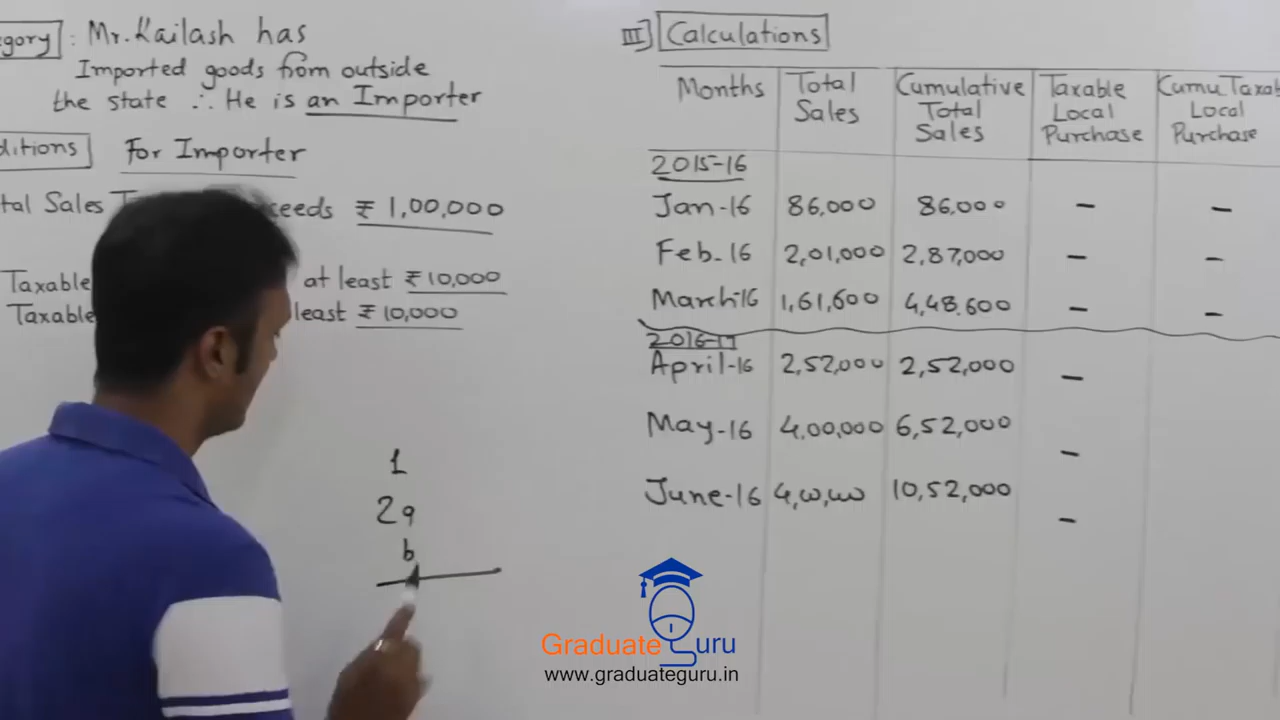 egory : Mr. Kailash has
Imported goods from outside
the state ∴ He is an Importer
ditions For Importer
tal Sales T ceeds ₹ 1,00,000
Taxable at least ₹10,000
Taxable least ₹10,000
1
2a
b
III] Calculations
Months Total Sales Cumulative Total Sales Taxable Local Purchase Cumu. Taxab Local Purchase
2015-16
Jan-16 86,000 86,000 - -
Feb-16 2,01,000 2,87,000 - -
March-16 1,61,600 4,48,600 - -
2016-17
April-16 2,52,000 2,52,000 -
May-16 4,00,000 6,52,000 -
June-16 4,00,000 10,52,000 -
Graduate Guru
www.graduateguru.in